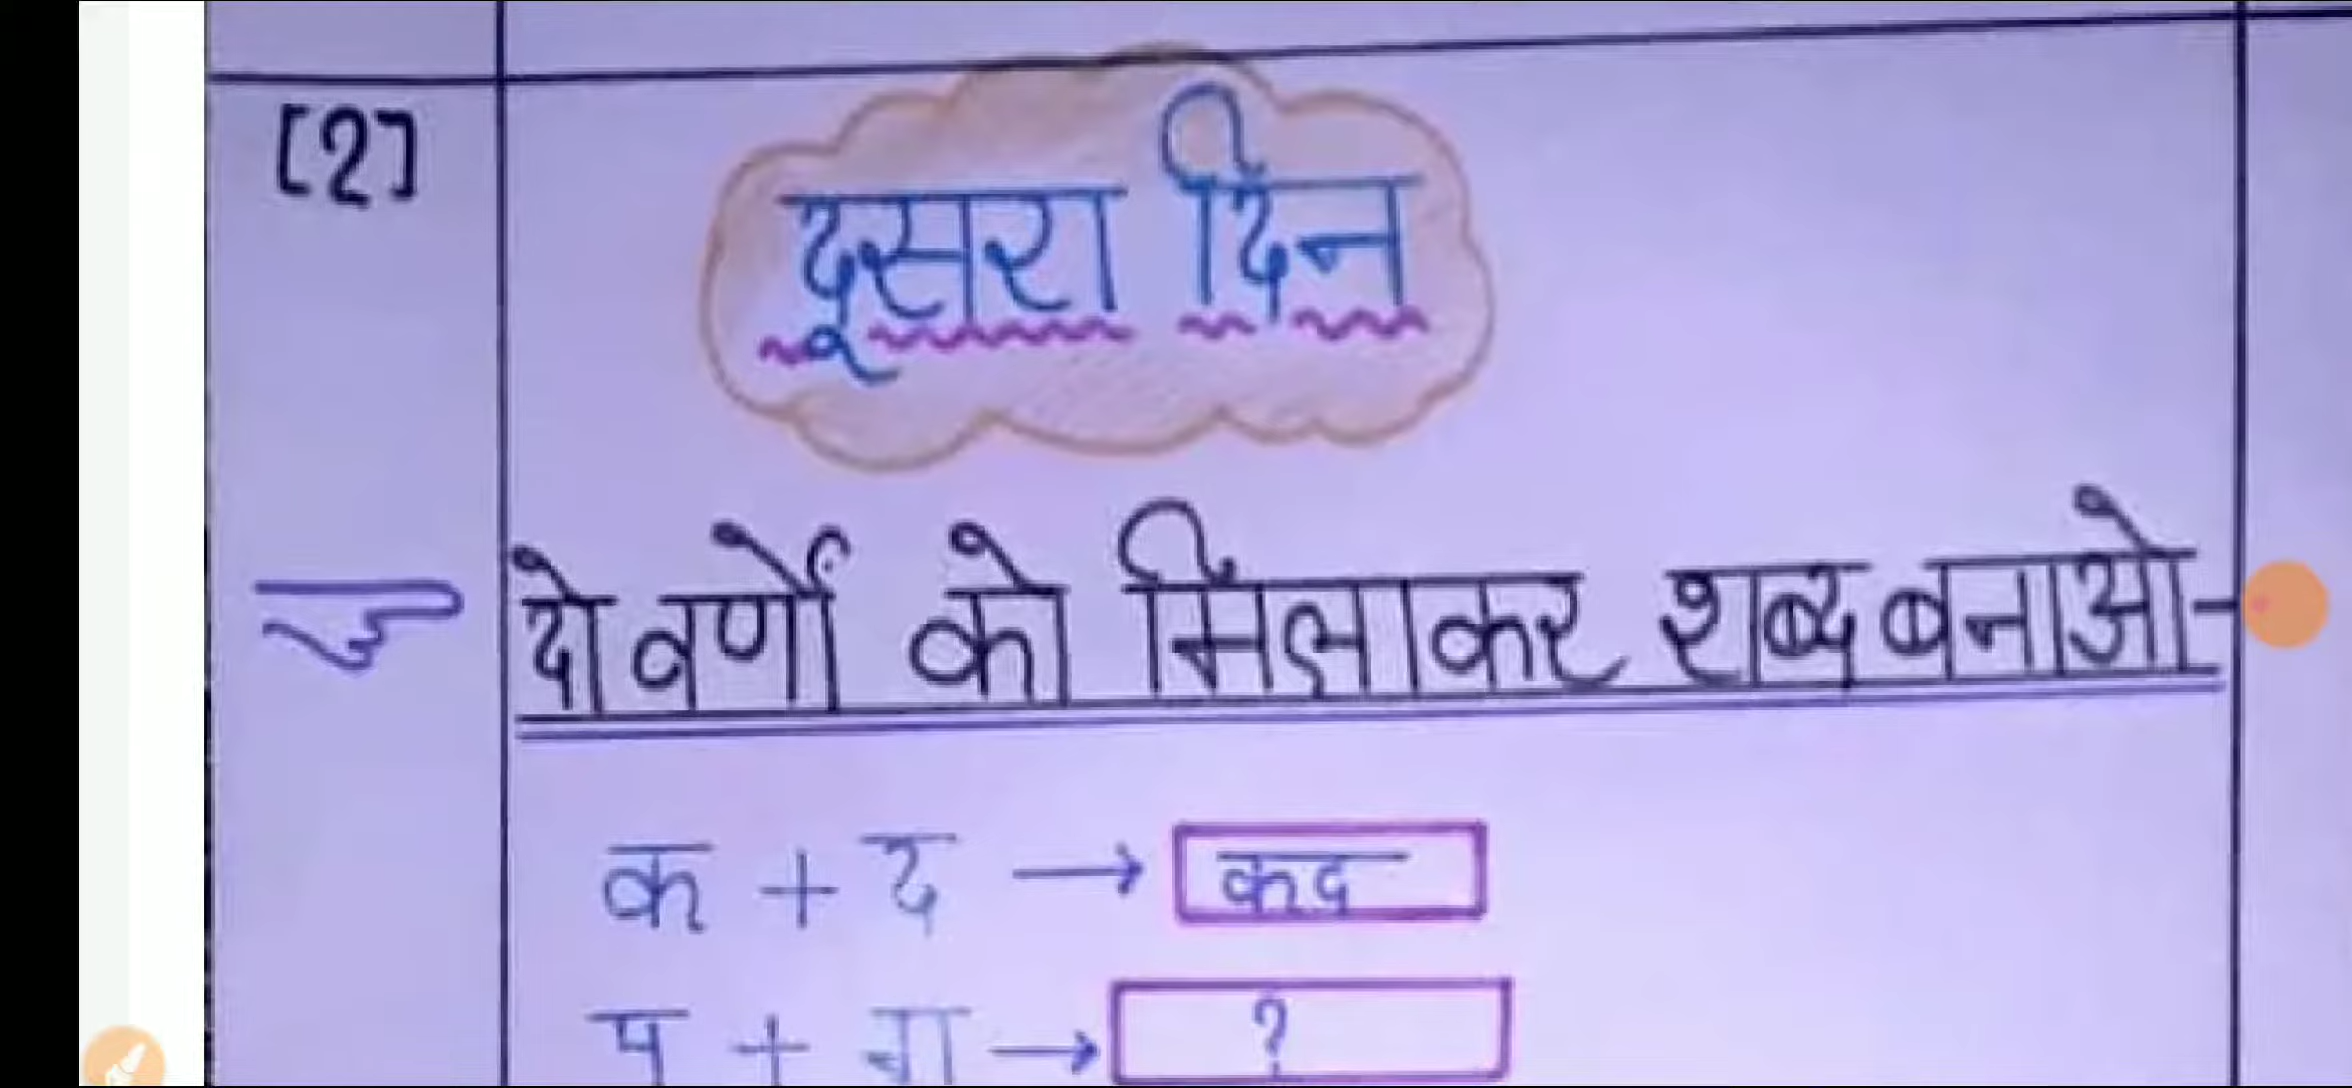 [2]
दूसरा दिन
दो वर्णों को मिलाकर शब्द बनाओ-
क + द → कद
प + → ?